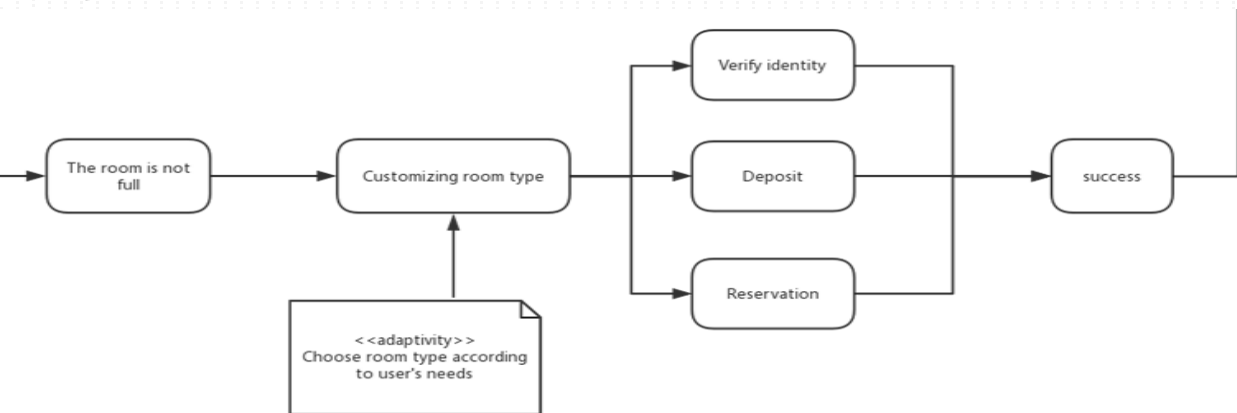 The room is not
full
Customizing room type
Verify identity
Deposit
Reservation
success
<<adaptivity>>
Choose room type according
to user's needs